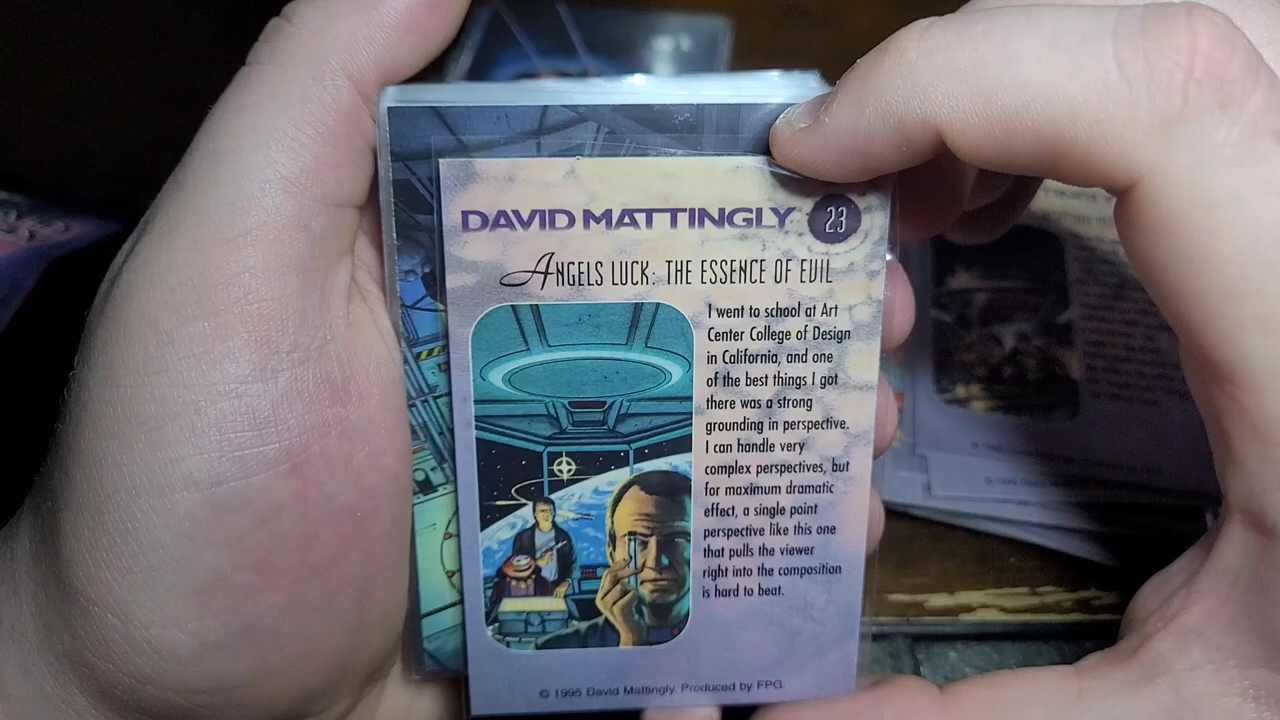 DAVID MATTINGLY 23
ANGELS LUCK: THE ESSENCE OF EVIL
I went to school at Art
Center College of Design
in California, and one
of the best things I got
there was a strong
grounding in perspective.
I can handle very
complex perspectives, but
for maximum dramatic
effect, a single point
perspective like this one
that pulls the viewer
right into the composition
is hard to beat.
© 1995 David Mattingly. Produced by FPG.